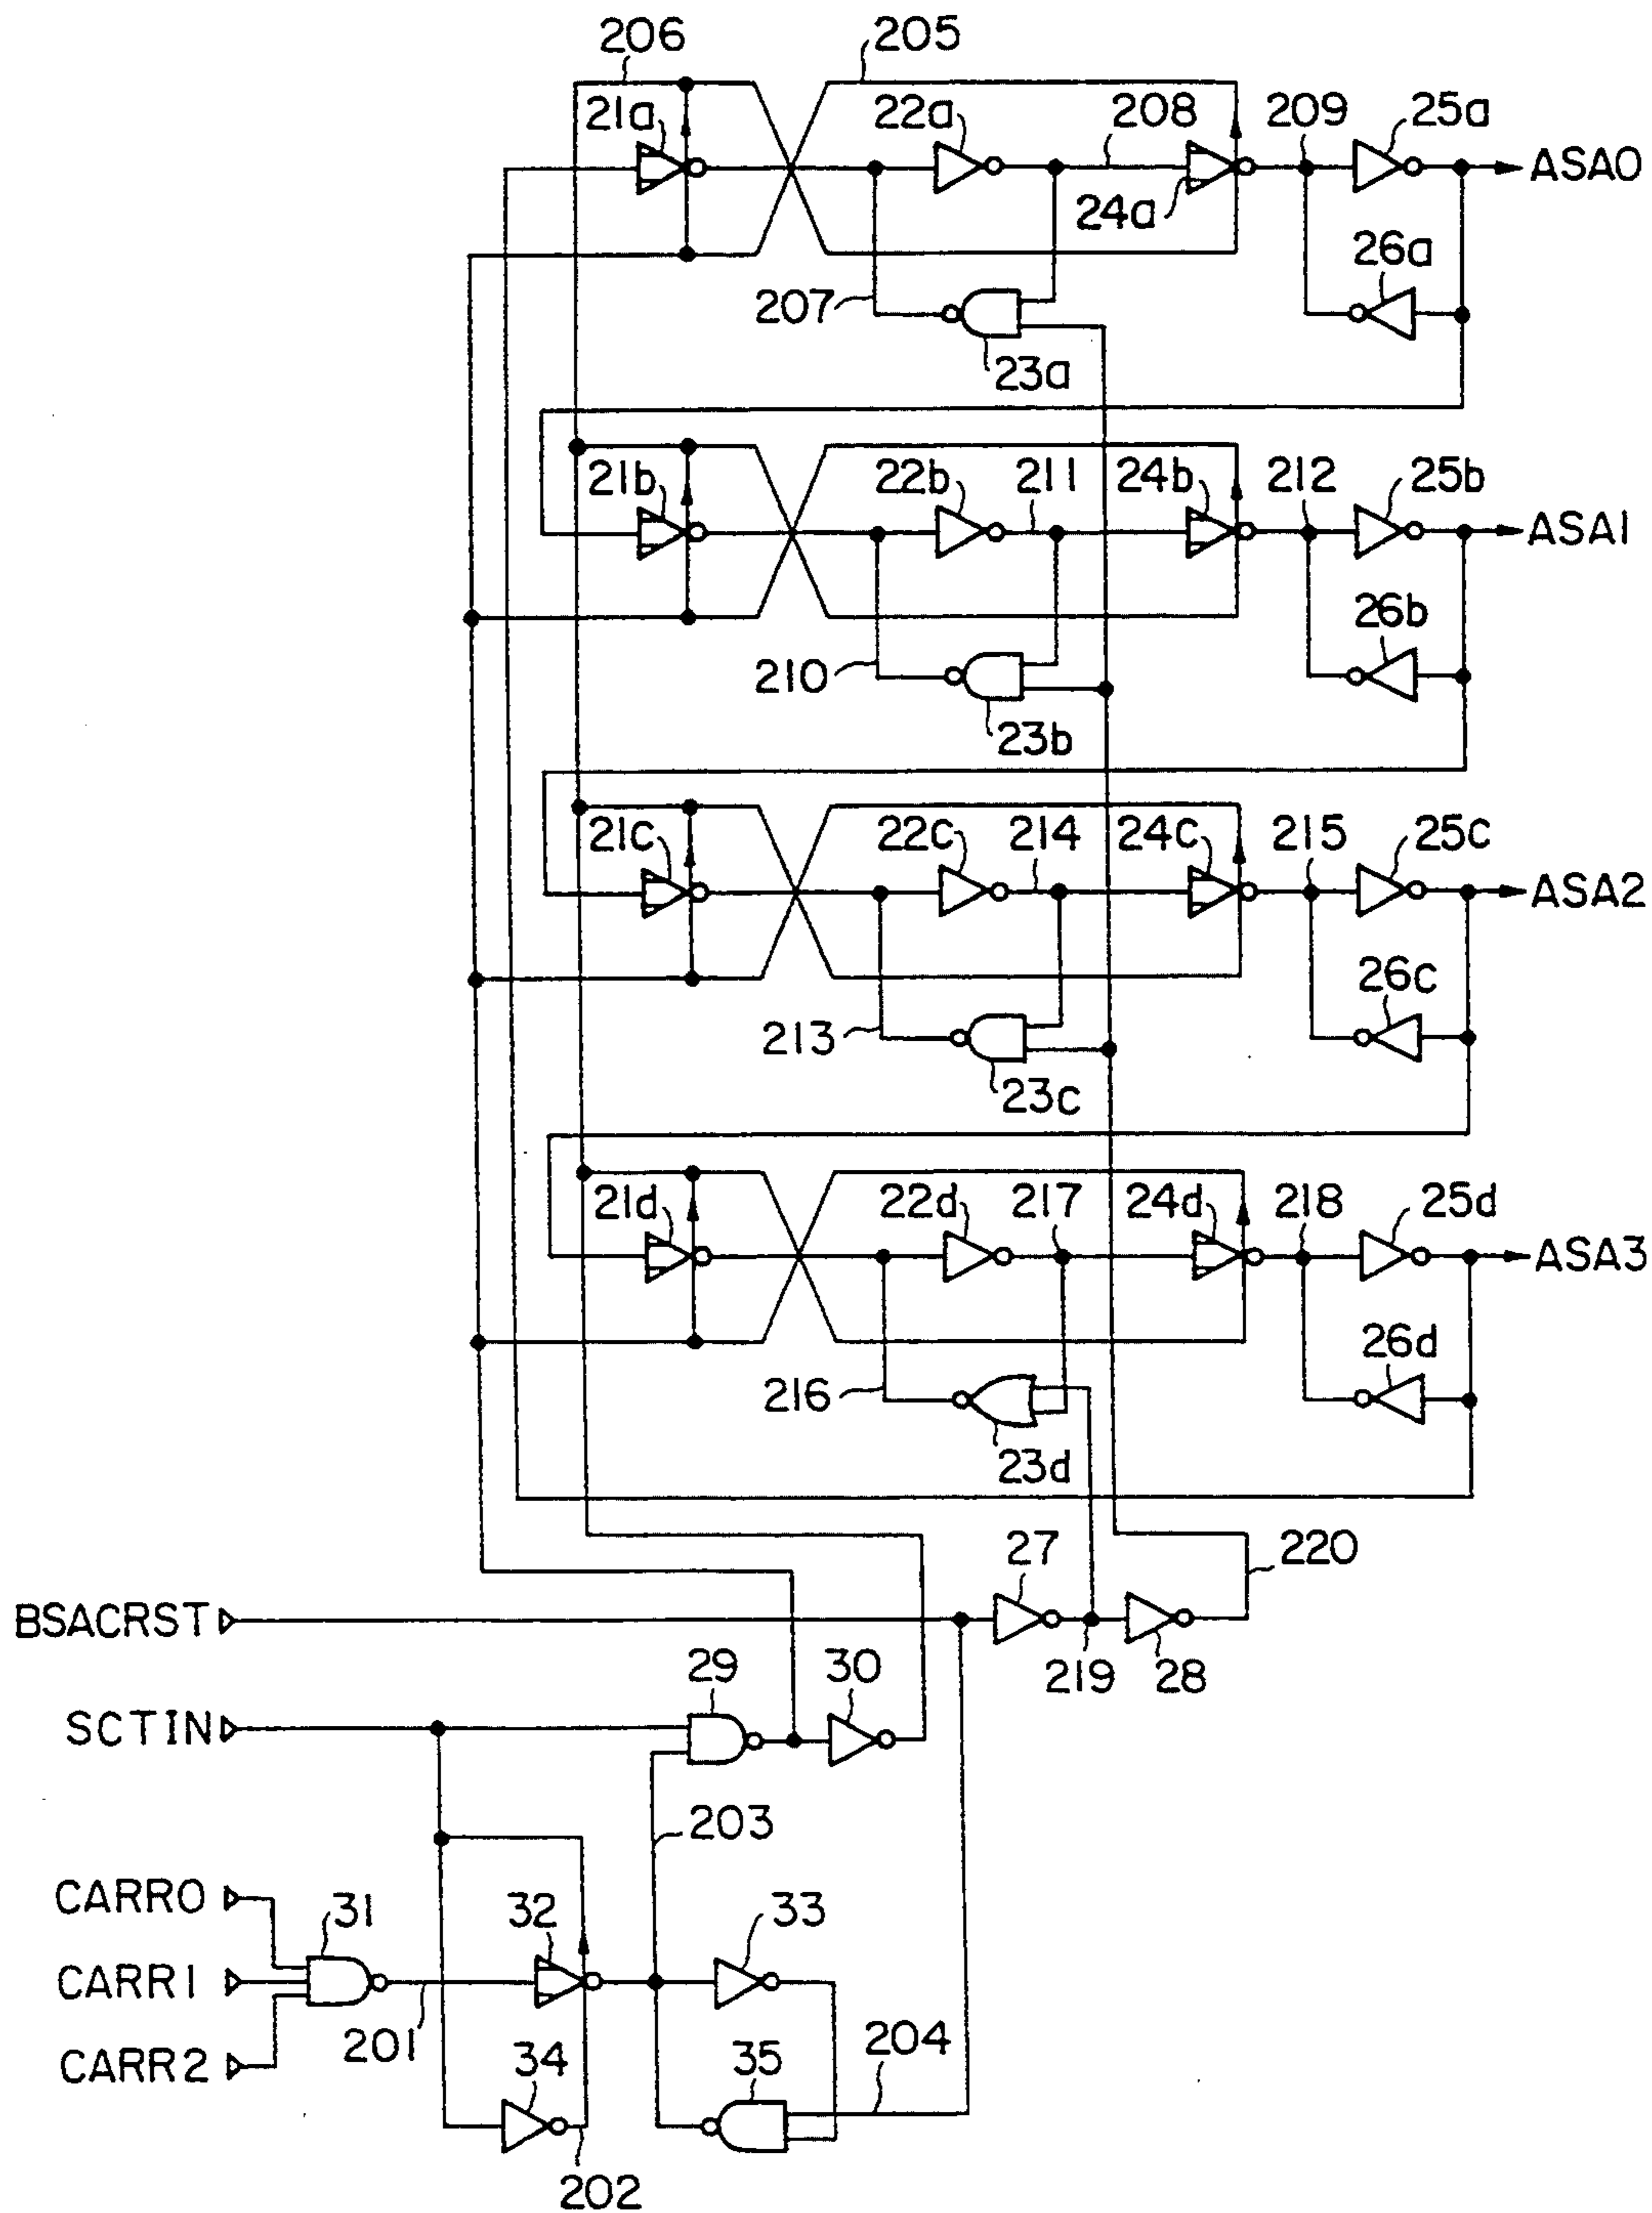 206
205
21a
22a
208
209
25a
ASA0
24a
26a
207
23a
21b
22b
211
24b
212
25b
ASA1
26b
210
23b
21c
22c
214
24c
215
25c
ASA2
26c
213
23c
21d
22d
217
24d
218
25d
ASA3
26d
216
23d
27
220
BSACRST
29
30
219
28
SCTIN
203
CARR0
31
32
33
CARR1
201
204
CARR2
34
35
202